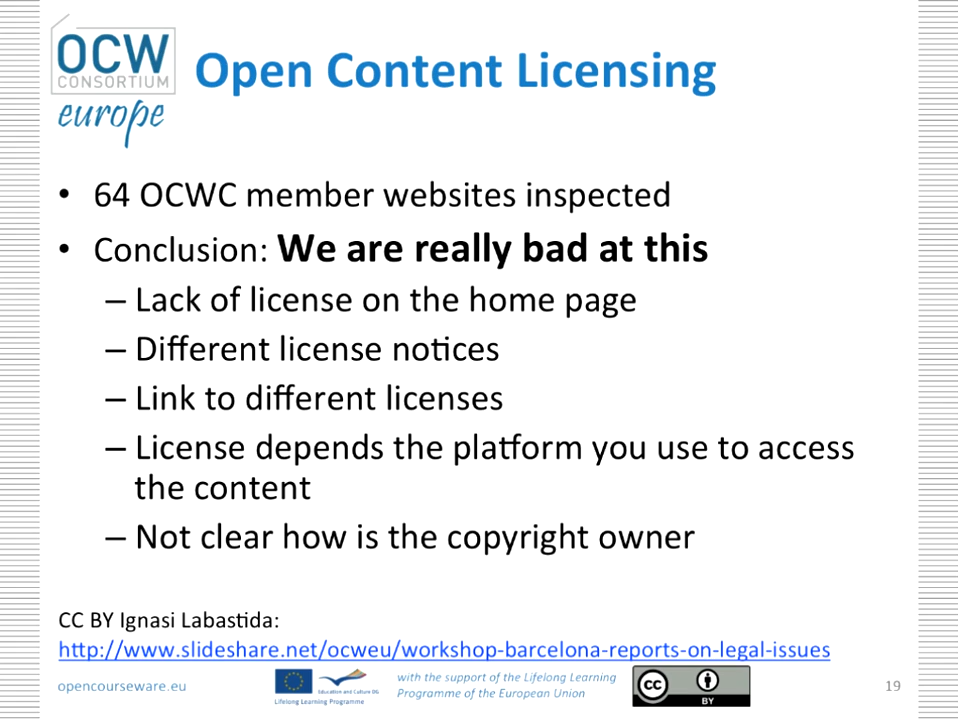 OCW
CONSORTIUM
europe
Open Content Licensing
• 64 OCWC member websites inspected
• Conclusion: We are really bad at this
– Lack of license on the home page
– Different license notices
– Link to different licenses
– License depends the platform you use to access
the content
– Not clear how is the copyright owner
CC BY Ignasi Labastida:
http://www.slideshare.net/ocweu/workshop-barcelona-reports-on-legal-issues
opencourseware.eu
Education and Culture DG
Lifelong Learning Programme
with the support of the Lifelong Learning
Programme of the European Union
cc
BY
19